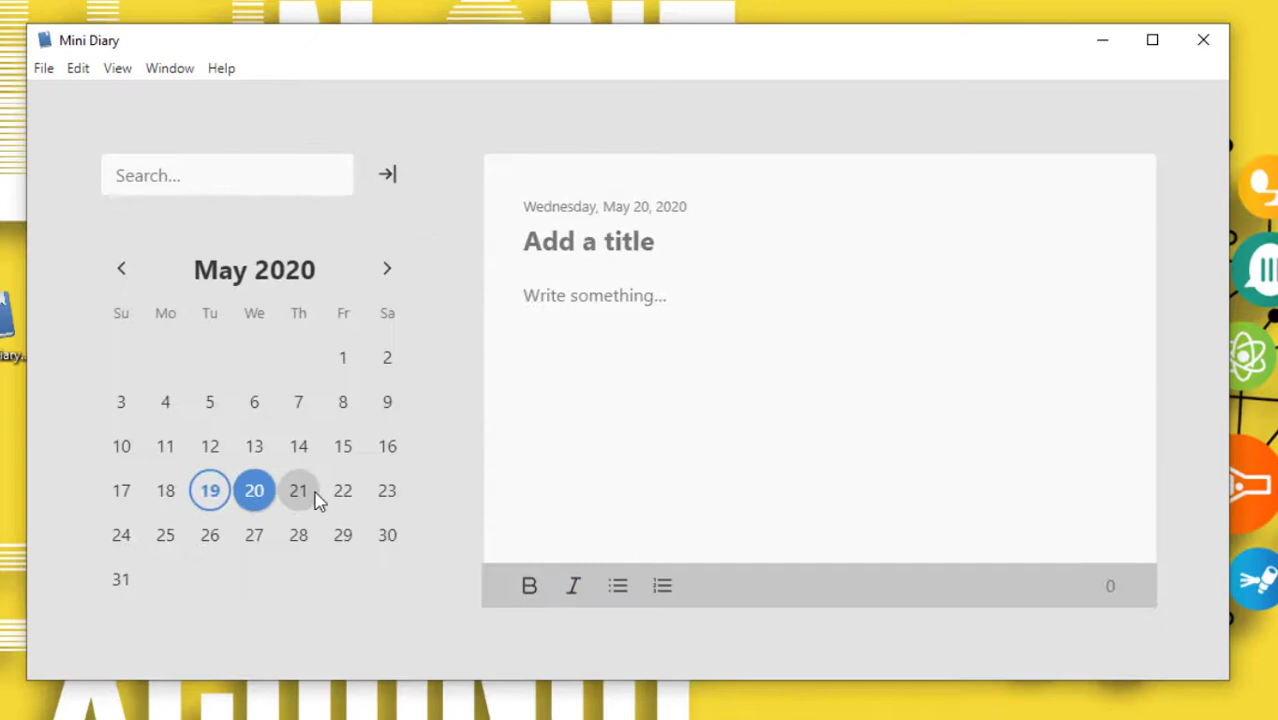 Mini Diary
File Edit View Window Help
Search...
May 2020
Su Mo Tu We Th Fr Sa
1 2
3 4 5 6 7 8 9
10 11 12 13 14 15 16
17 18 19 20 21 22 23
24 25 26 27 28 29 30
31
Wednesday, May 20, 2020
Add a title
Write something...
B I 0
iary...